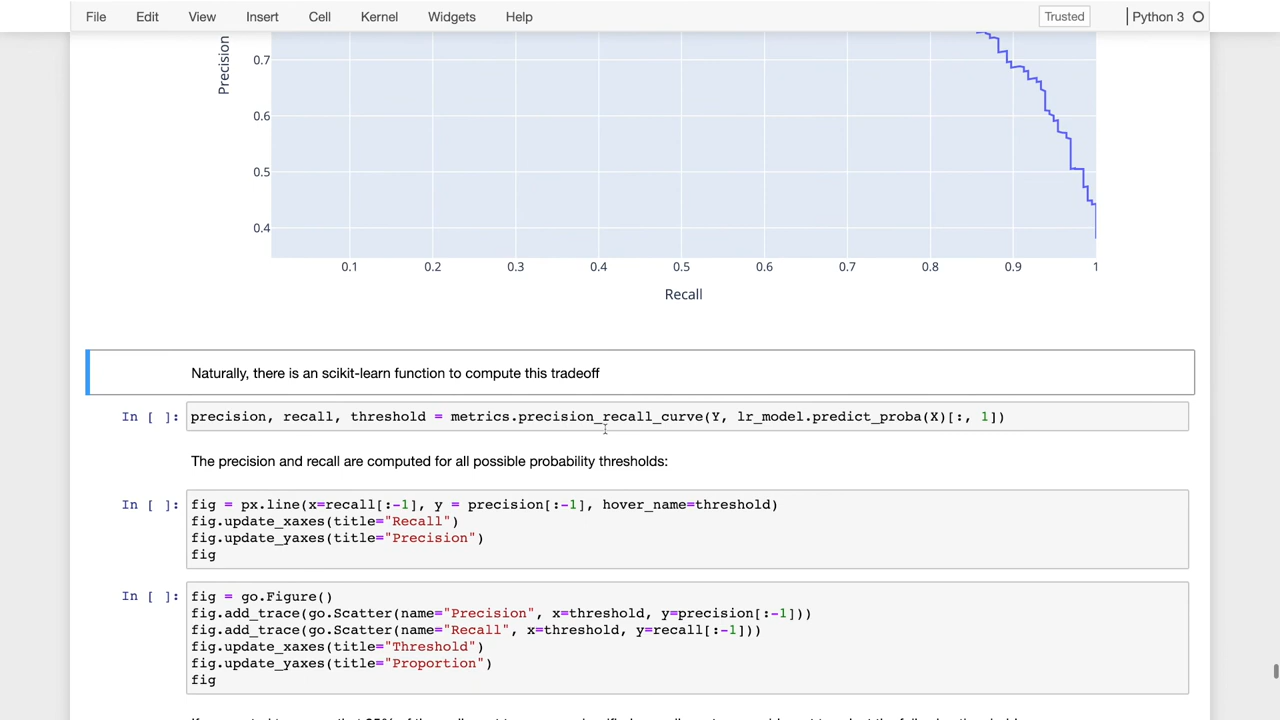 File Edit View Insert Cell Kernel Widgets Help Trusted Python 3
Precision
0.7
0.6
0.5
0.4
0.1 0.2 0.3 0.4 0.5 0.6 0.7 0.8 0.9 1
Recall
Naturally, there is an scikit-learn function to compute this tradeoff
In [ ]: precision, recall, threshold = metrics.precision_recall_curve(Y, lr_model.predict_proba(X)[:, 1])
The precision and recall are computed for all possible probability thresholds:
In [ ]: fig = px.line(x=recall[:-1], y = precision[:-1], hover_name=threshold)
fig.update_xaxes(title="Recall")
fig.update_yaxes(title="Precision")
fig
In [ ]: fig = go.Figure()
fig.add_trace(go.Scatter(name="Precision", x=threshold, y=precision[:-1]))
fig.add_trace(go.Scatter(name="Recall", x=threshold, y=recall[:-1]))
fig.update_xaxes(title="Threshold")
fig.update_yaxes(title="Proportion")
fig